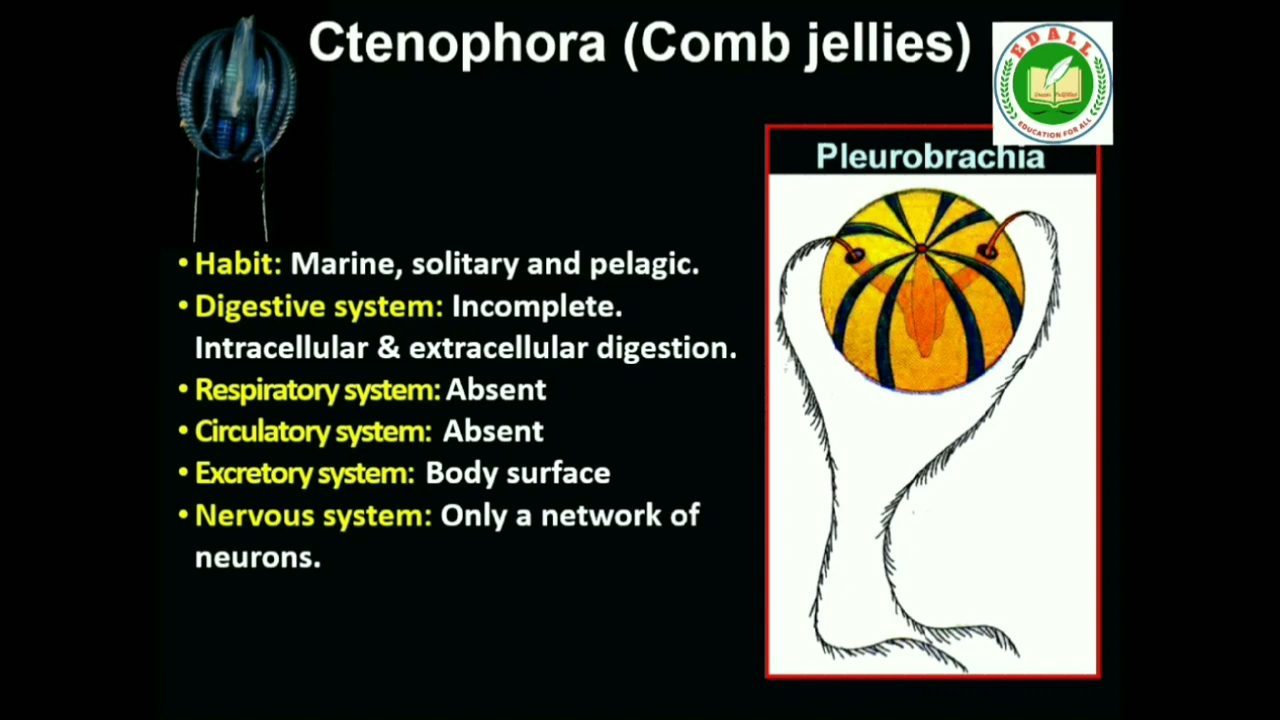 Ctenophora (Comb jellies)
EDALL
EDUCATION FOR ALL
Pleurobrachia
• Habit: Marine, solitary and pelagic.
• Digestive system: Incomplete.
Intracellular & extracellular digestion.
• Respiratory system: Absent
• Circulatory system: Absent
• Excretory system: Body surface
• Nervous system: Only a network of
neurons.